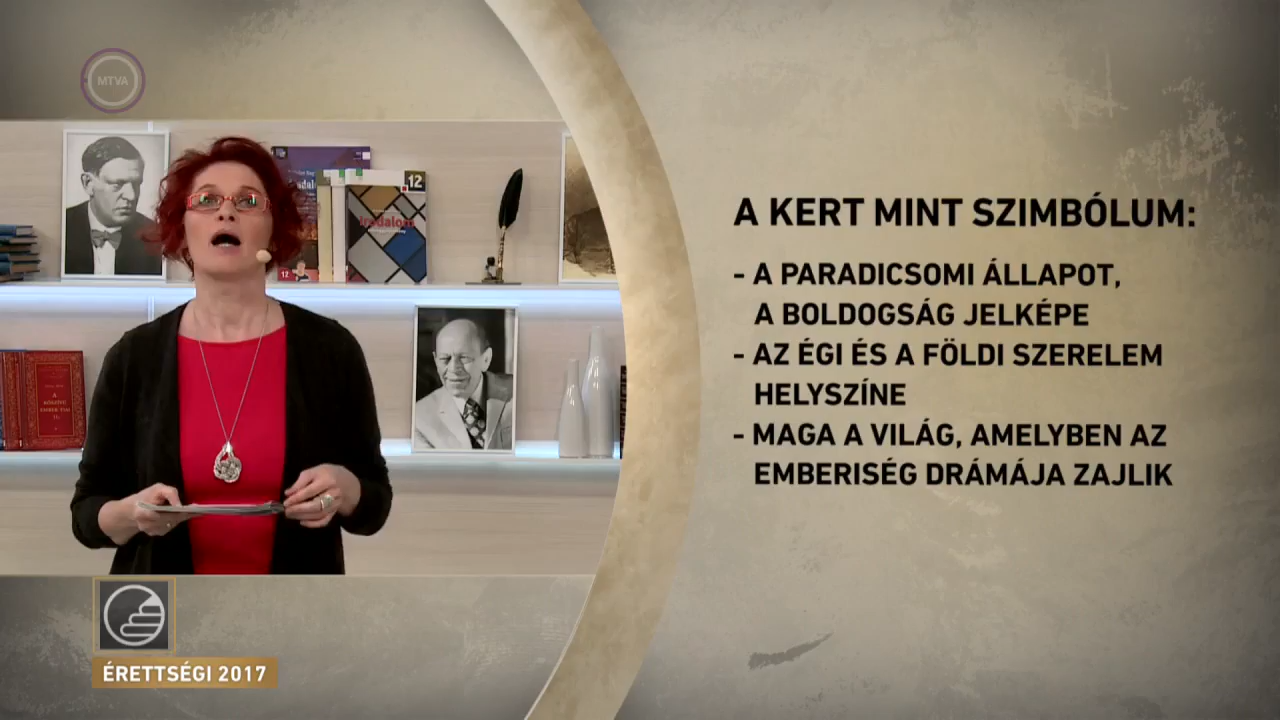 MTVA
12
irodalom
12
A KERT MINT SZIMBÓLUM:
- A PARADICSOMI ÁLLAPOT,
A BOLDOGSÁG JELKÉPE
- AZ ÉGI ÉS A FÖLDI SZERELEM
HELYSZÍNE
- MAGA A VILÁG, AMELYBEN AZ
EMBERISÉG DRÁMÁJA ZAJLIK
ÉRETTSÉGI 2017